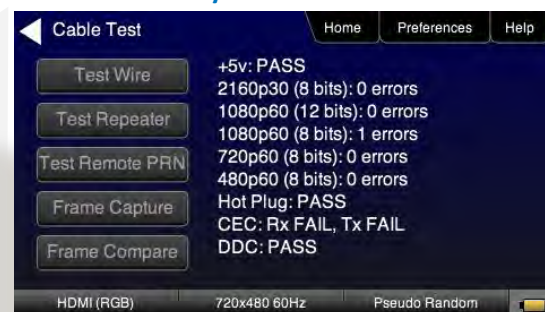 Cable Test
Home
Preferences
Help
Test Wire
Test Repeater
Test Remote PRN
Frame Capture
Frame Compare
+5v: PASS
2160p30 (8 bits): 0 errors
1080p60 (12 bits): 0 errors
1080p60 (8 bits): 1 errors
720p60 (8 bits): 0 errors
480p60 (8 bits): 0 errors
Hot Plug: PASS
CEC: Rx FAIL, Tx FAIL
DDC: PASS
HDMI (RGB)
720x480 60Hz
Pseudo Random